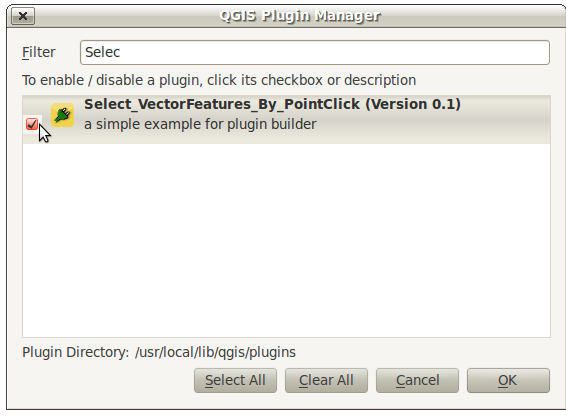 QGIS Plugin Manager
Filter Selec
To enable / disable a plugin, click its checkbox or description
Select_VectorFeatures_By_PointClick (Version 0.1)
a simple example for plugin builder
Plugin Directory: /usr/local/lib/qgis/plugins
Select All Clear All Cancel OK